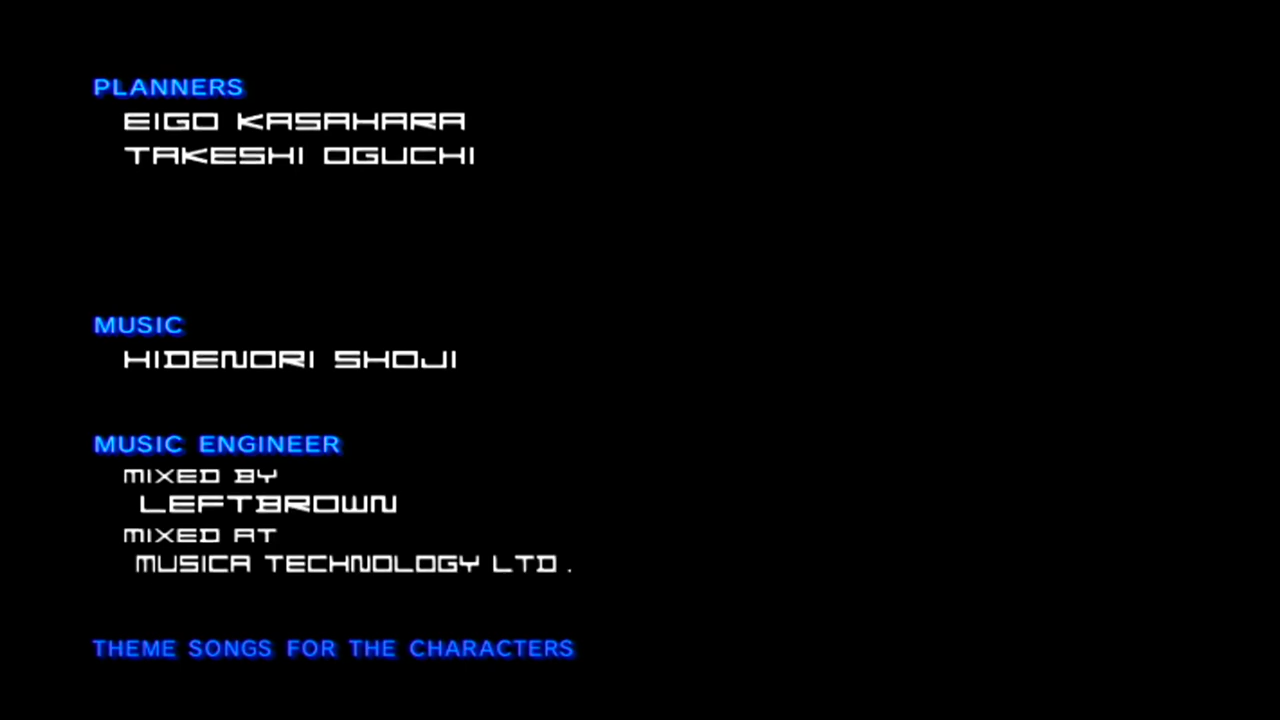 PLANNERS
EIGO KASAHARA
TAKESHI OGUCHI
MUSIC
HIDENORI SHOJI
MUSIC ENGINEER
MIXED BY
LEFTBROWN
MIXED AT
MUSICA TECHNOLOGY LTD.
THEME SONGS FOR THE CHARACTERS